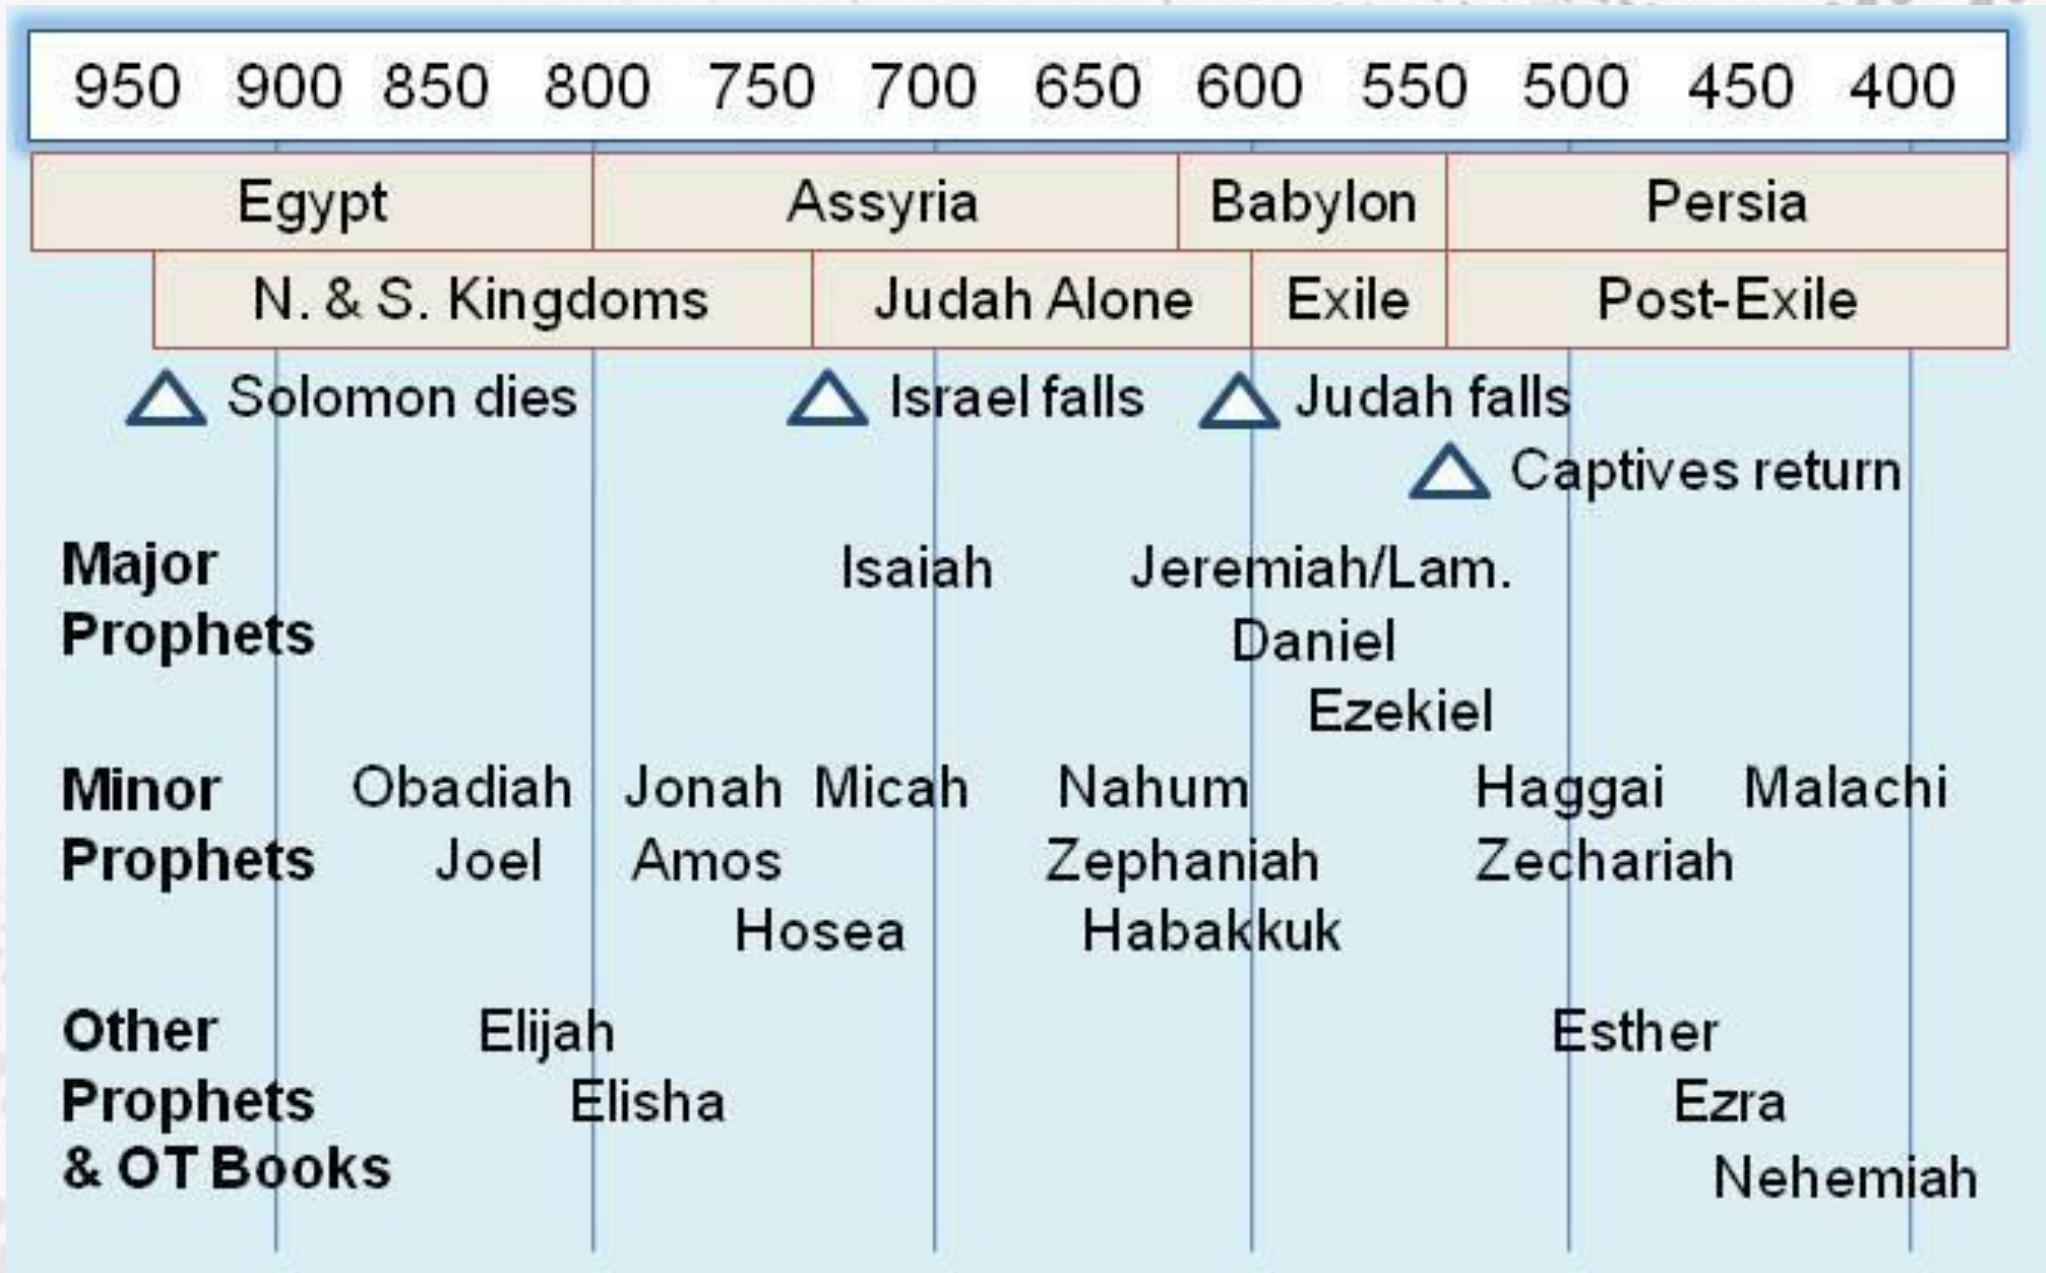 950 900 850 800 750 700 650 600 550 500 450 400
Egypt Assyria Babylon Persia
N. & S. Kingdoms Judah Alone Exile Post-Exile
Solomon dies Israel falls Judah falls
Captives return
Major Isaiah Jeremiah/Lam.
Prophets Daniel
Ezekiel
Minor Obadiah Jonah Micah Nahum Haggai Malachi
Prophets Joel Amos Zephaniah Zechariah
Hosea Habakkuk
Other Elijah Esther
Prophets Elisha Ezra
& OT Books Nehemiah